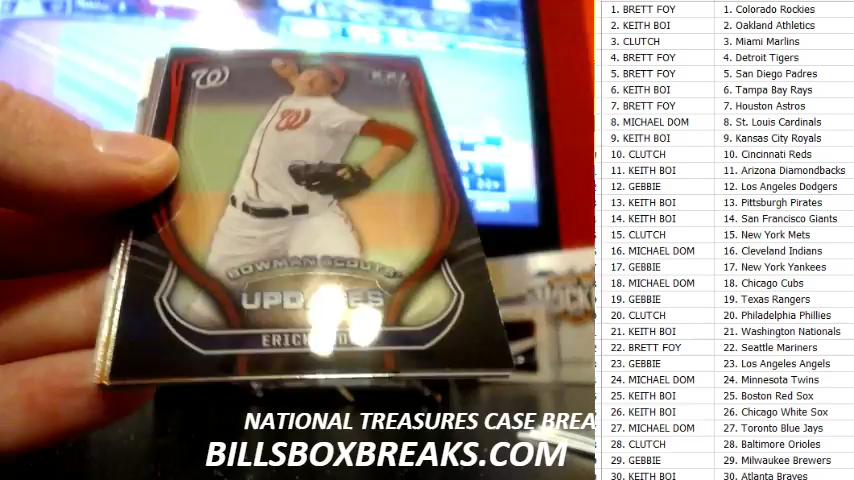 W
W
BOWMAN SCOUTS
UPDATES
ERICK
NATIONAL TREASURES CASE BREA
BILLSBOXBREAKS.COM
1. BRETT FOY 1. Colorado Rockies
2. KEITH BOI 2. Oakland Athletics
3. CLUTCH 3. Miami Marlins
4. BRETT FOY 4. Detroit Tigers
5. BRETT FOY 5. San Diego Padres
6. KEITH BOI 6. Tampa Bay Rays
7. BRETT FOY 7. Houston Astros
8. MICHAEL DOM 8. St. Louis Cardinals
9. KEITH BOI 9. Kansas City Royals
10. CLUTCH 10. Cincinnati Reds
11. KEITH BOI 11. Arizona Diamondbacks
12. GEBBIE 12. Los Angeles Dodgers
13. KEITH BOI 13. Pittsburgh Pirates
14. KEITH BOI 14. San Francisco Giants
15. CLUTCH 15. New York Mets
16. MICHAEL DOM 16. Cleveland Indians
17. GEBBIE 17. New York Yankees
18. MICHAEL DOM 18. Chicago Cubs
19. GEBBIE 19. Texas Rangers
20. CLUTCH 20. Philadelphia Phillies
21. KEITH BOI 21. Washington Nationals
22. BRETT FOY 22. Seattle Mariners
23. GEBBIE 23. Los Angeles Angels
24. MICHAEL DOM 24. Minnesota Twins
25. KEITH BOI 25. Boston Red Sox
26. KEITH BOI 26. Chicago White Sox
27. MICHAEL DOM 27. Toronto Blue Jays
28. CLUTCH 28. Baltimore Orioles
29. GEBBIE 29. Milwaukee Brewers
30. KEITH BOI 30. Atlanta Braves